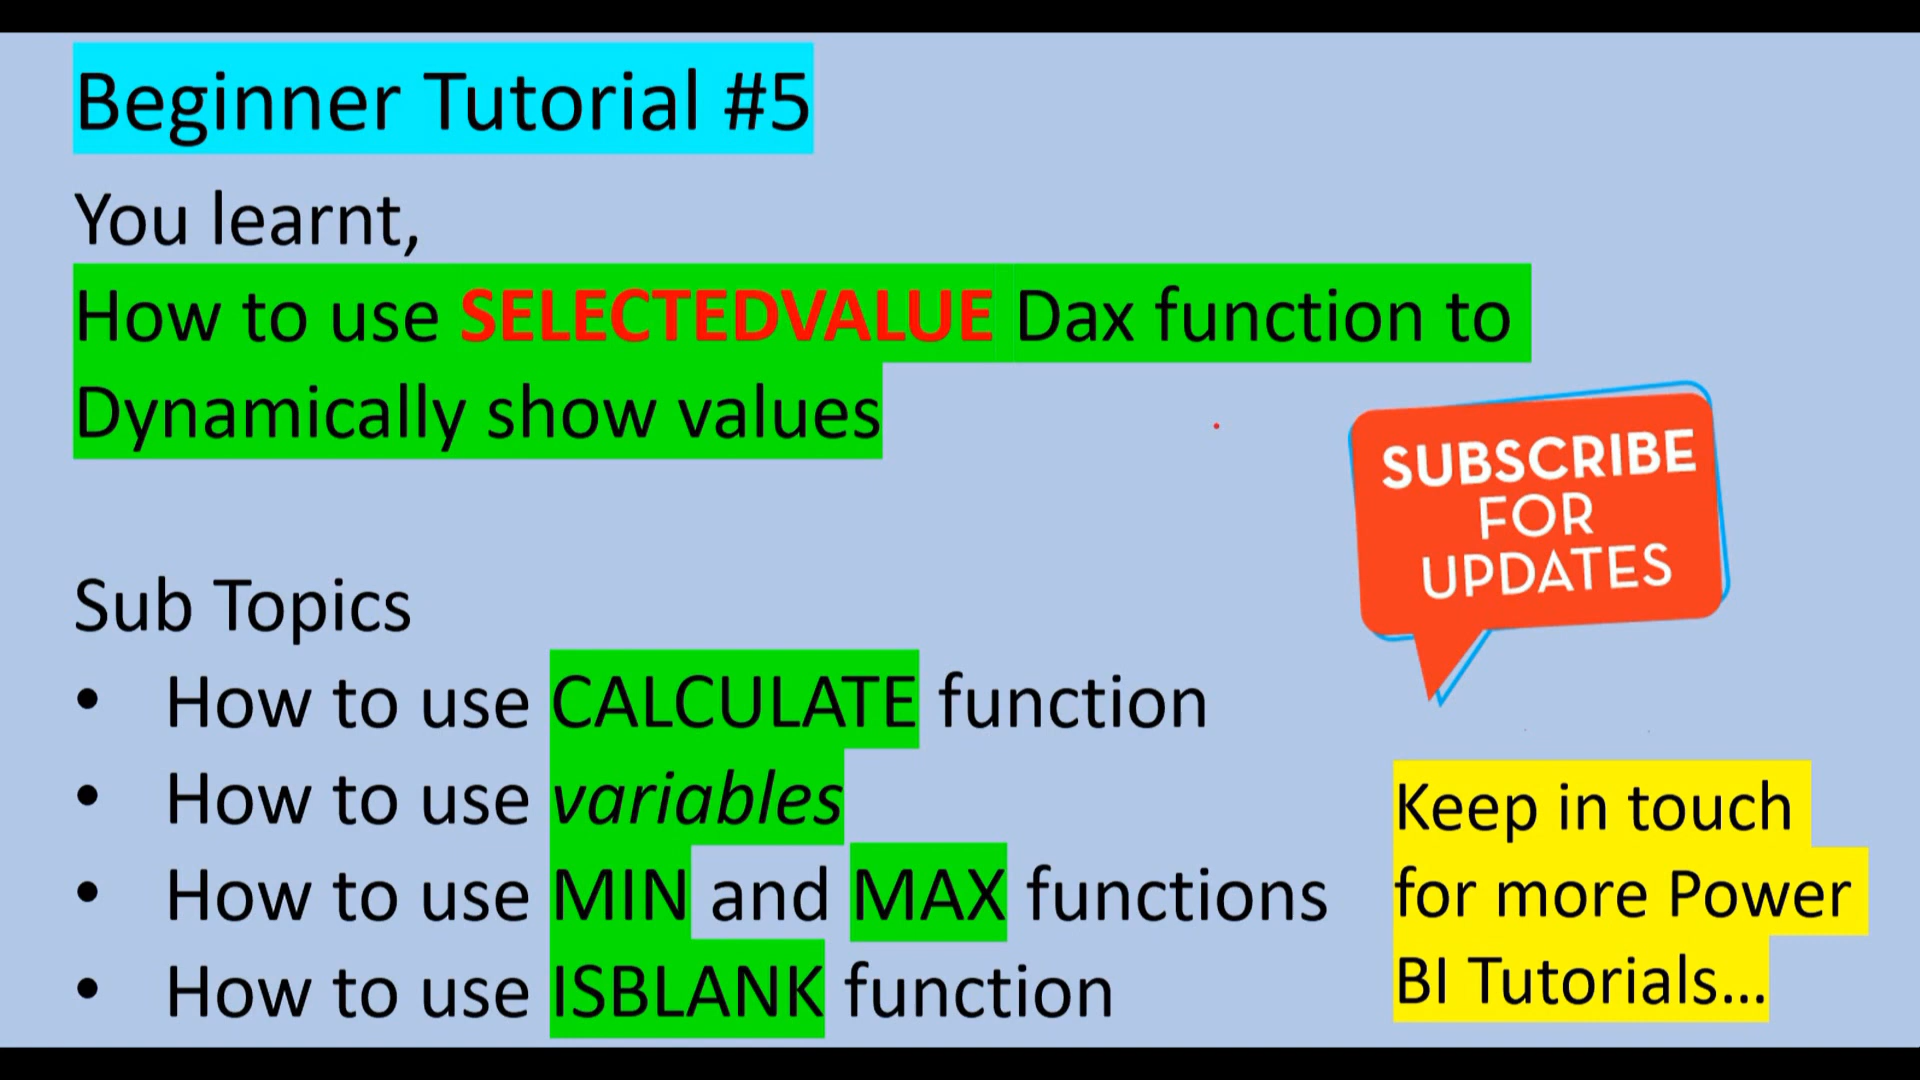 Beginner Tutorial #5
You learnt,
How to use SELECTEDVALUE Dax function to
Dynamically show values
Sub Topics
• How to use CALCULATE function
• How to use variables
• How to use MIN and MAX functions
• How to use ISBLANK function
SUBSCRIBE
FOR
UPDATES
Keep in touch
for more Power
BI Tutorials...